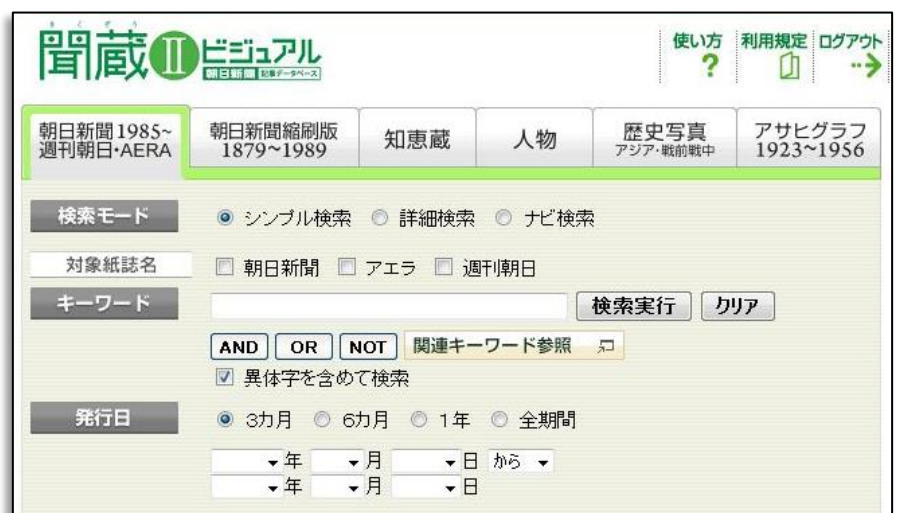 きくぞう
聞蔵Ⅱビジュアル
朝日新聞 記事データベース
使い方 利用規定 ログアウト
?
朝日新聞1985~ 週刊朝日・AERA
朝日新聞縮刷版 1879~1989
知恵蔵
人物
歴史写真 アジア・戦前戦中
アサヒグラフ 1923~1956
検索モード シンプル検索 詳細検索 ナビ検索
対象紙誌名 朝日新聞 アエラ 週刊朝日
キーワード 検索実行 クリア
AND OR NOT 関連キーワード参照
異体字を含めて検索
発行日 3カ月 6カ月 1年 全期間
年 月 日 から
年 月 日